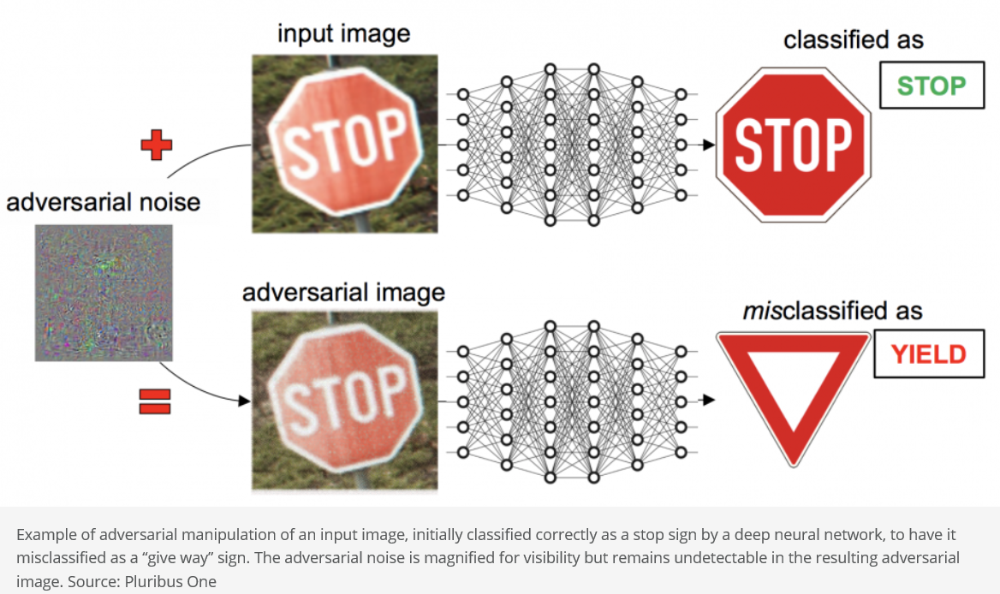 input image
classified as
STOP
STOP
STOP
adversarial noise
adversarial image
misclassified as
STOP
YIELD
Example of adversarial manipulation of an input image, initially classified correctly as a stop sign by a deep neural network, to have it
misclassified as a “give way” sign. The adversarial noise is magnified for visibility but remains undetectable in the resulting adversarial
image. Source: Pluribus One